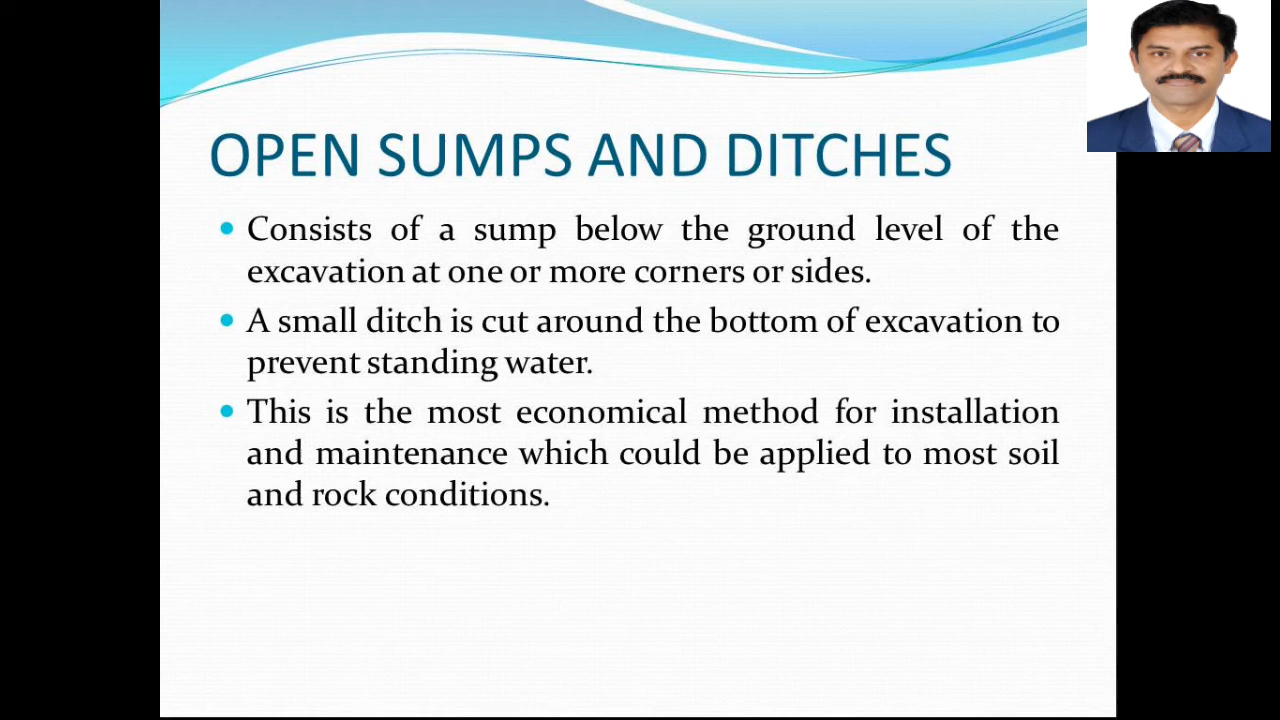 OPEN SUMPS AND DITCHES
Consists of a sump below the ground level of the
excavation at one or more corners or sides.
A small ditch is cut around the bottom of excavation to
prevent standing water.
This is the most economical method for installation
and maintenance which could be applied to most soil
and rock conditions.